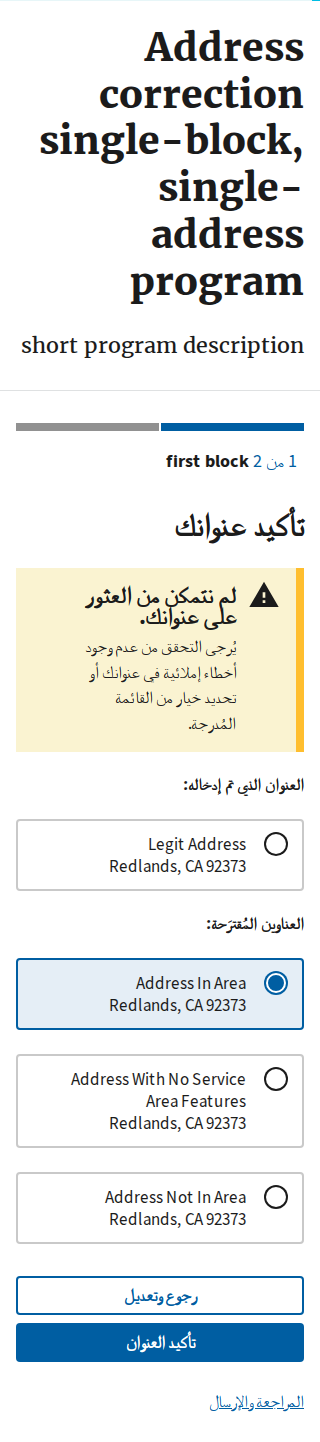 Address
correction
single-block,
single-
address
program
short program description
1 من 2 first block
تأكيد عنوانك
لم نتمكن من العثور
على عنوانك.
يُرجى التحقق من عدم وجود
أخطاء إملائية في عنوانك أو
تحديد خيار من القائمة
المُدرجة.
العنوان الذي تم إدخاله:
Legit Address
Redlands, CA 92373
العناوين المُقترَحة:
Address In Area
Redlands, CA 92373
Address With No Service
Area Features
Redlands, CA 92373
Address Not In Area
Redlands, CA 92373
رجوع وتعديل
تأكيد العنوان
المراجعة والإرسال